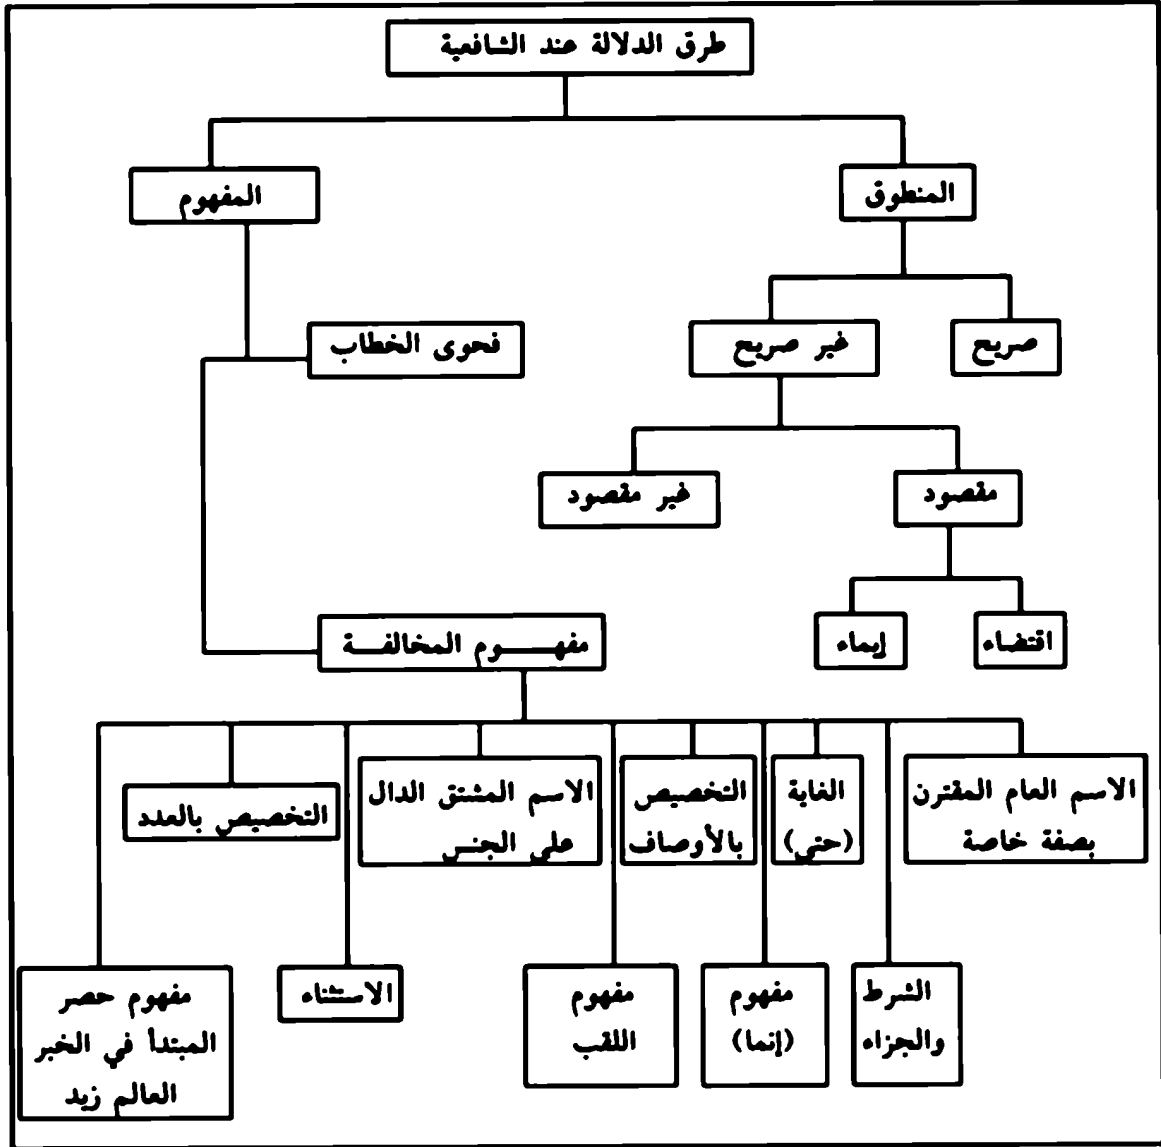 طرق الدلالة عند الشافعية
المنطوق
المفهوم
صريح
غير صريح
فحوى الخطاب
مقصود
غير مقصود
اقتضاء
إيماء
مفهـــــوم المخالفــة
الاسم العام المقترن
بصفة خاصة
الغاية
(حتى)
التخصيص
بالأوصاف
الاسم المشتق الدال
على الجنس
التخصيص بالعدد
الشرط
والجزاء
مفهوم
(إنما)
مفهوم
اللقب
الاستثناء
مفهوم حصر
المبتدأ في الخبر
العالم زيد